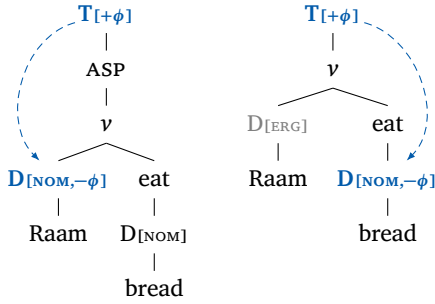 T[+ϕ] T[+ϕ]
ASP v
v D[ERG] eat
D[NOM,−ϕ] eat Raam D[NOM,−ϕ]
Raam D[NOM] bread
bread